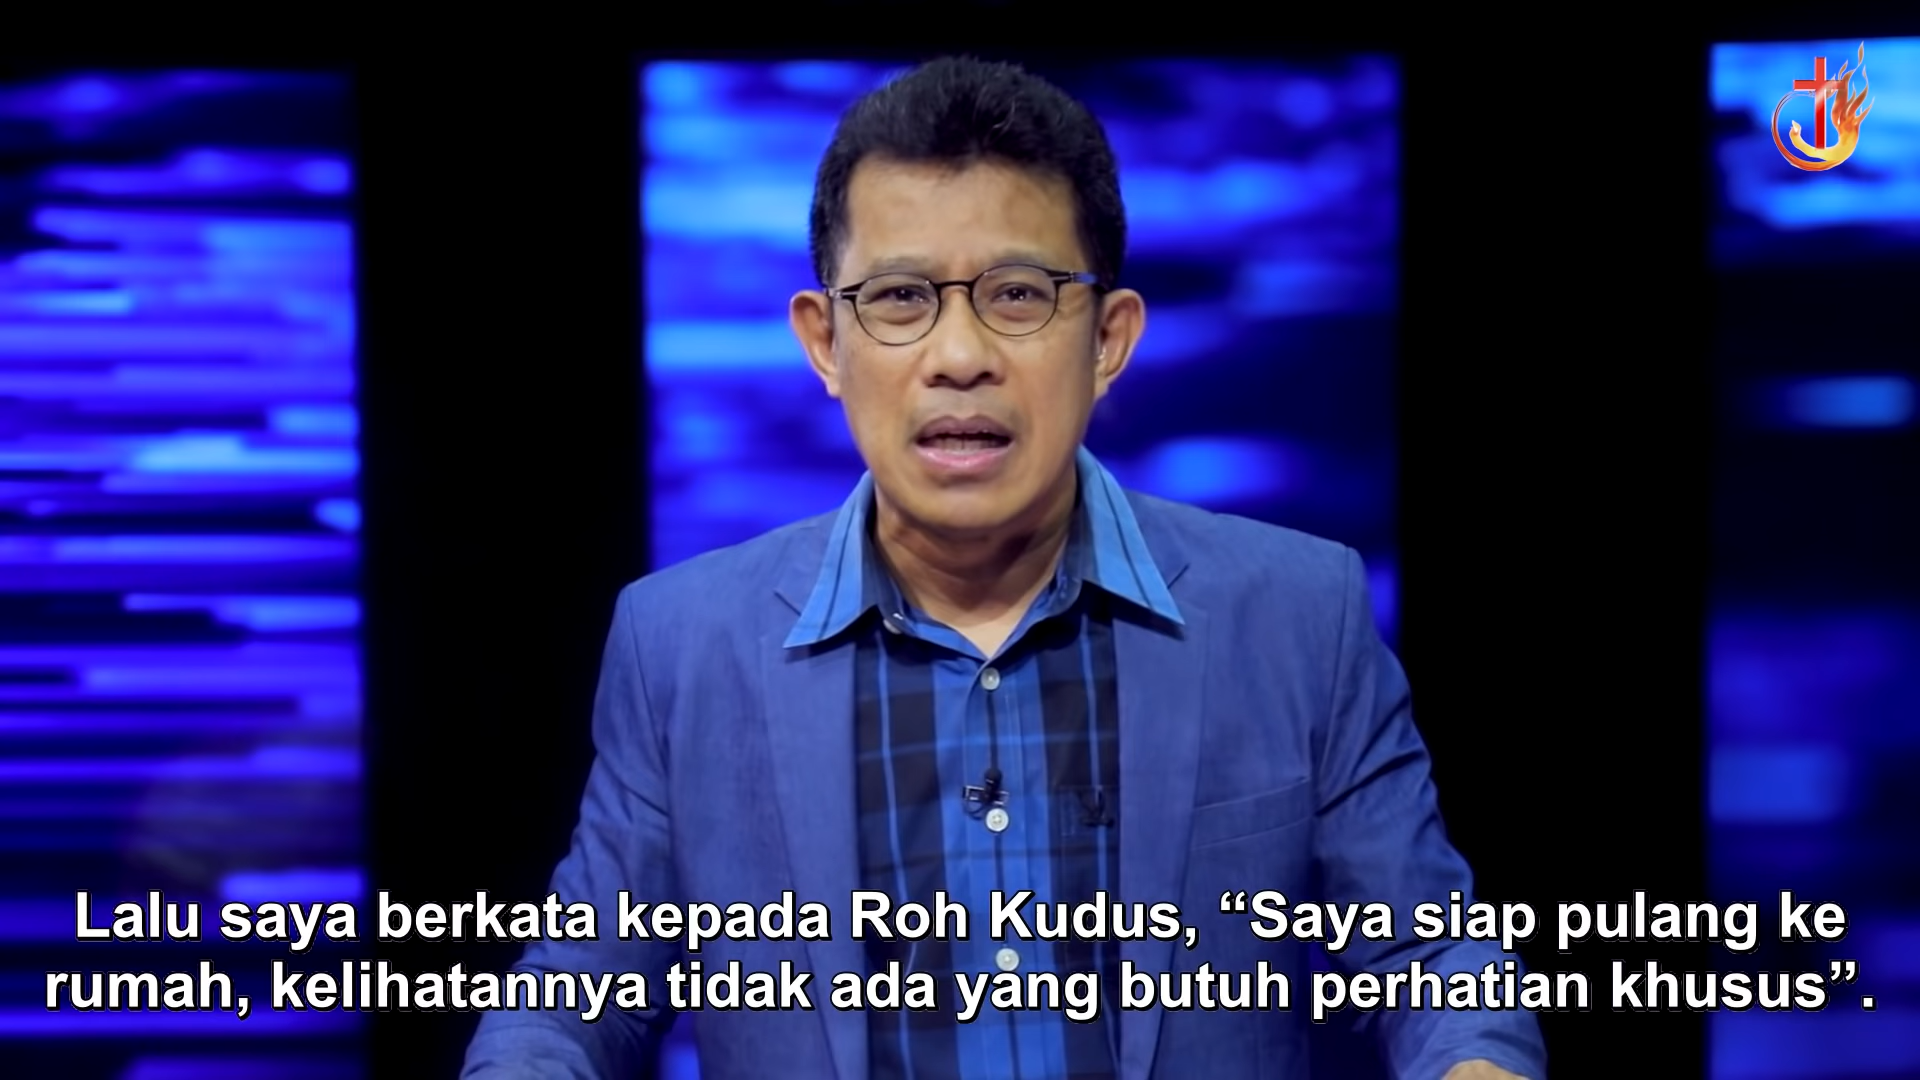 Lalu saya berkata kepada Roh Kudus, “Saya siap pulang ke
rumah, kelihatannya tidak ada yang butuh perhatian khusus”.